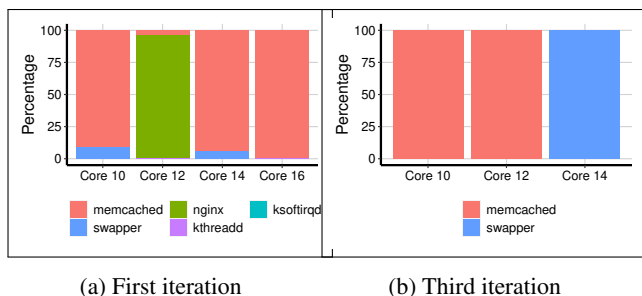 Percentage
100
75
50
25
0
Core 10 Core 12 Core 14 Core 16
memcached nginx ksoftirqd
swapper kthreadd
(a) First iteration
Percentage
100
75
50
25
0
Core 10 Core 12 Core 14
memcached
swapper
(b) Third iteration